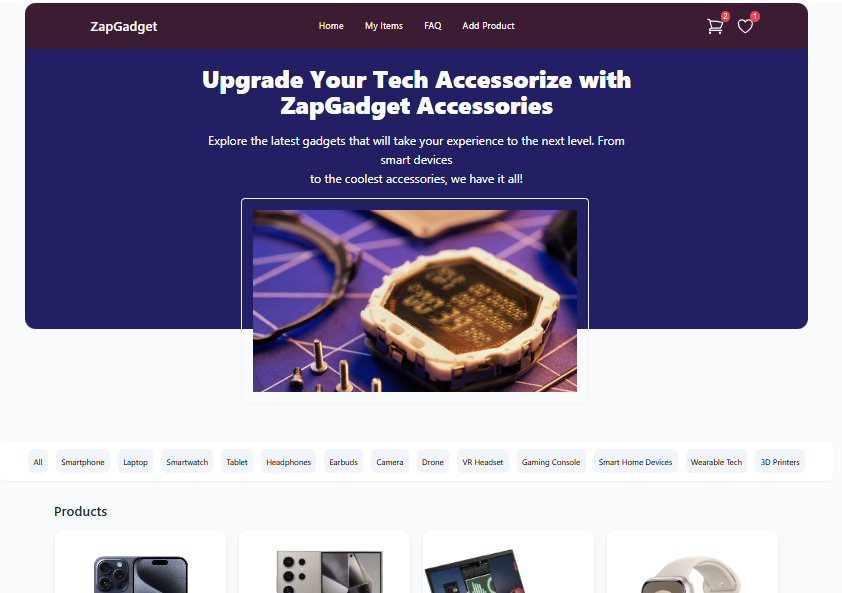 ZapGadget
Home My Items FAQ Add Product
2 1
Upgrade Your Tech Accessorize with
ZapGadget Accessories
Explore the latest gadgets that will take your experience to the next level. From
smart devices
to the coolest accessories, we have it all!
All Smartphone Laptop Smartwatch Tablet Headphones Earbuds Camera Drone VR Headset Gaming Console Smart Home Devices Wearable Tech 3D Printers
Products